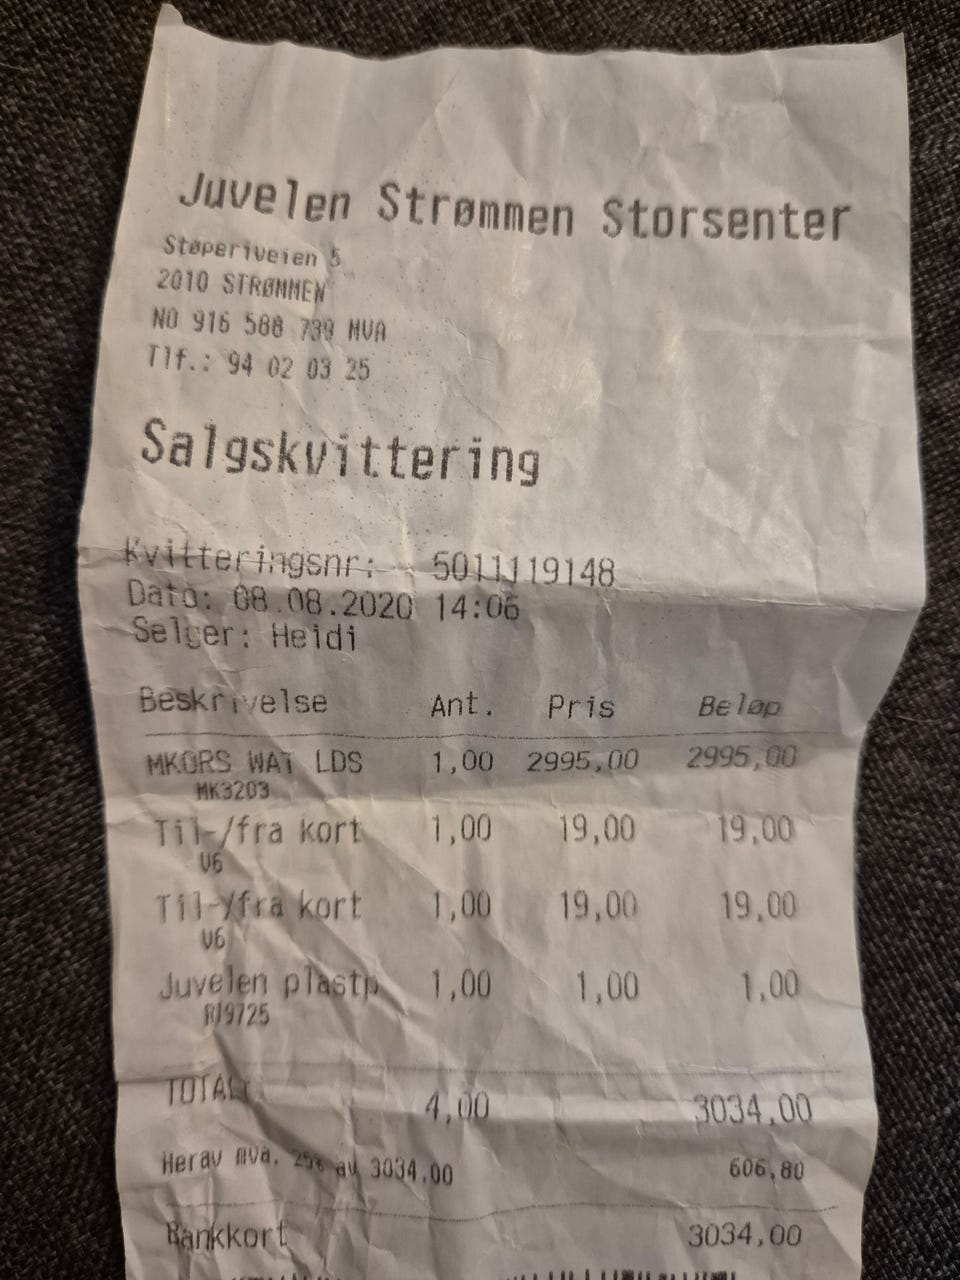 Juvelen Strømmen Storsenter
Støperiveien 5
2010 STRØMMEN
NO 916 588 739 MVA
Tlf.: 94 02 03 25
Salgskvittering
Kvitteringsnr: 5011119148
Dato: 08.08.2020 14:06
Selger: Heidi
Beskrivelse Ant. Pris Beløp
MKORS WAT LDS 1,00 2995,00 2995,00
MK3203
Til-/fra kort 1,00 19,00 19,00
V6
Til-/fra kort 1,00 19,00 19,00
V6
Juvelen plastp 1,00 1,00 1,00
RJ9725
TOTALT 4,00 3034,00
Herav mva. 25% av 3034,00 606,80
Bankkort 3034,00